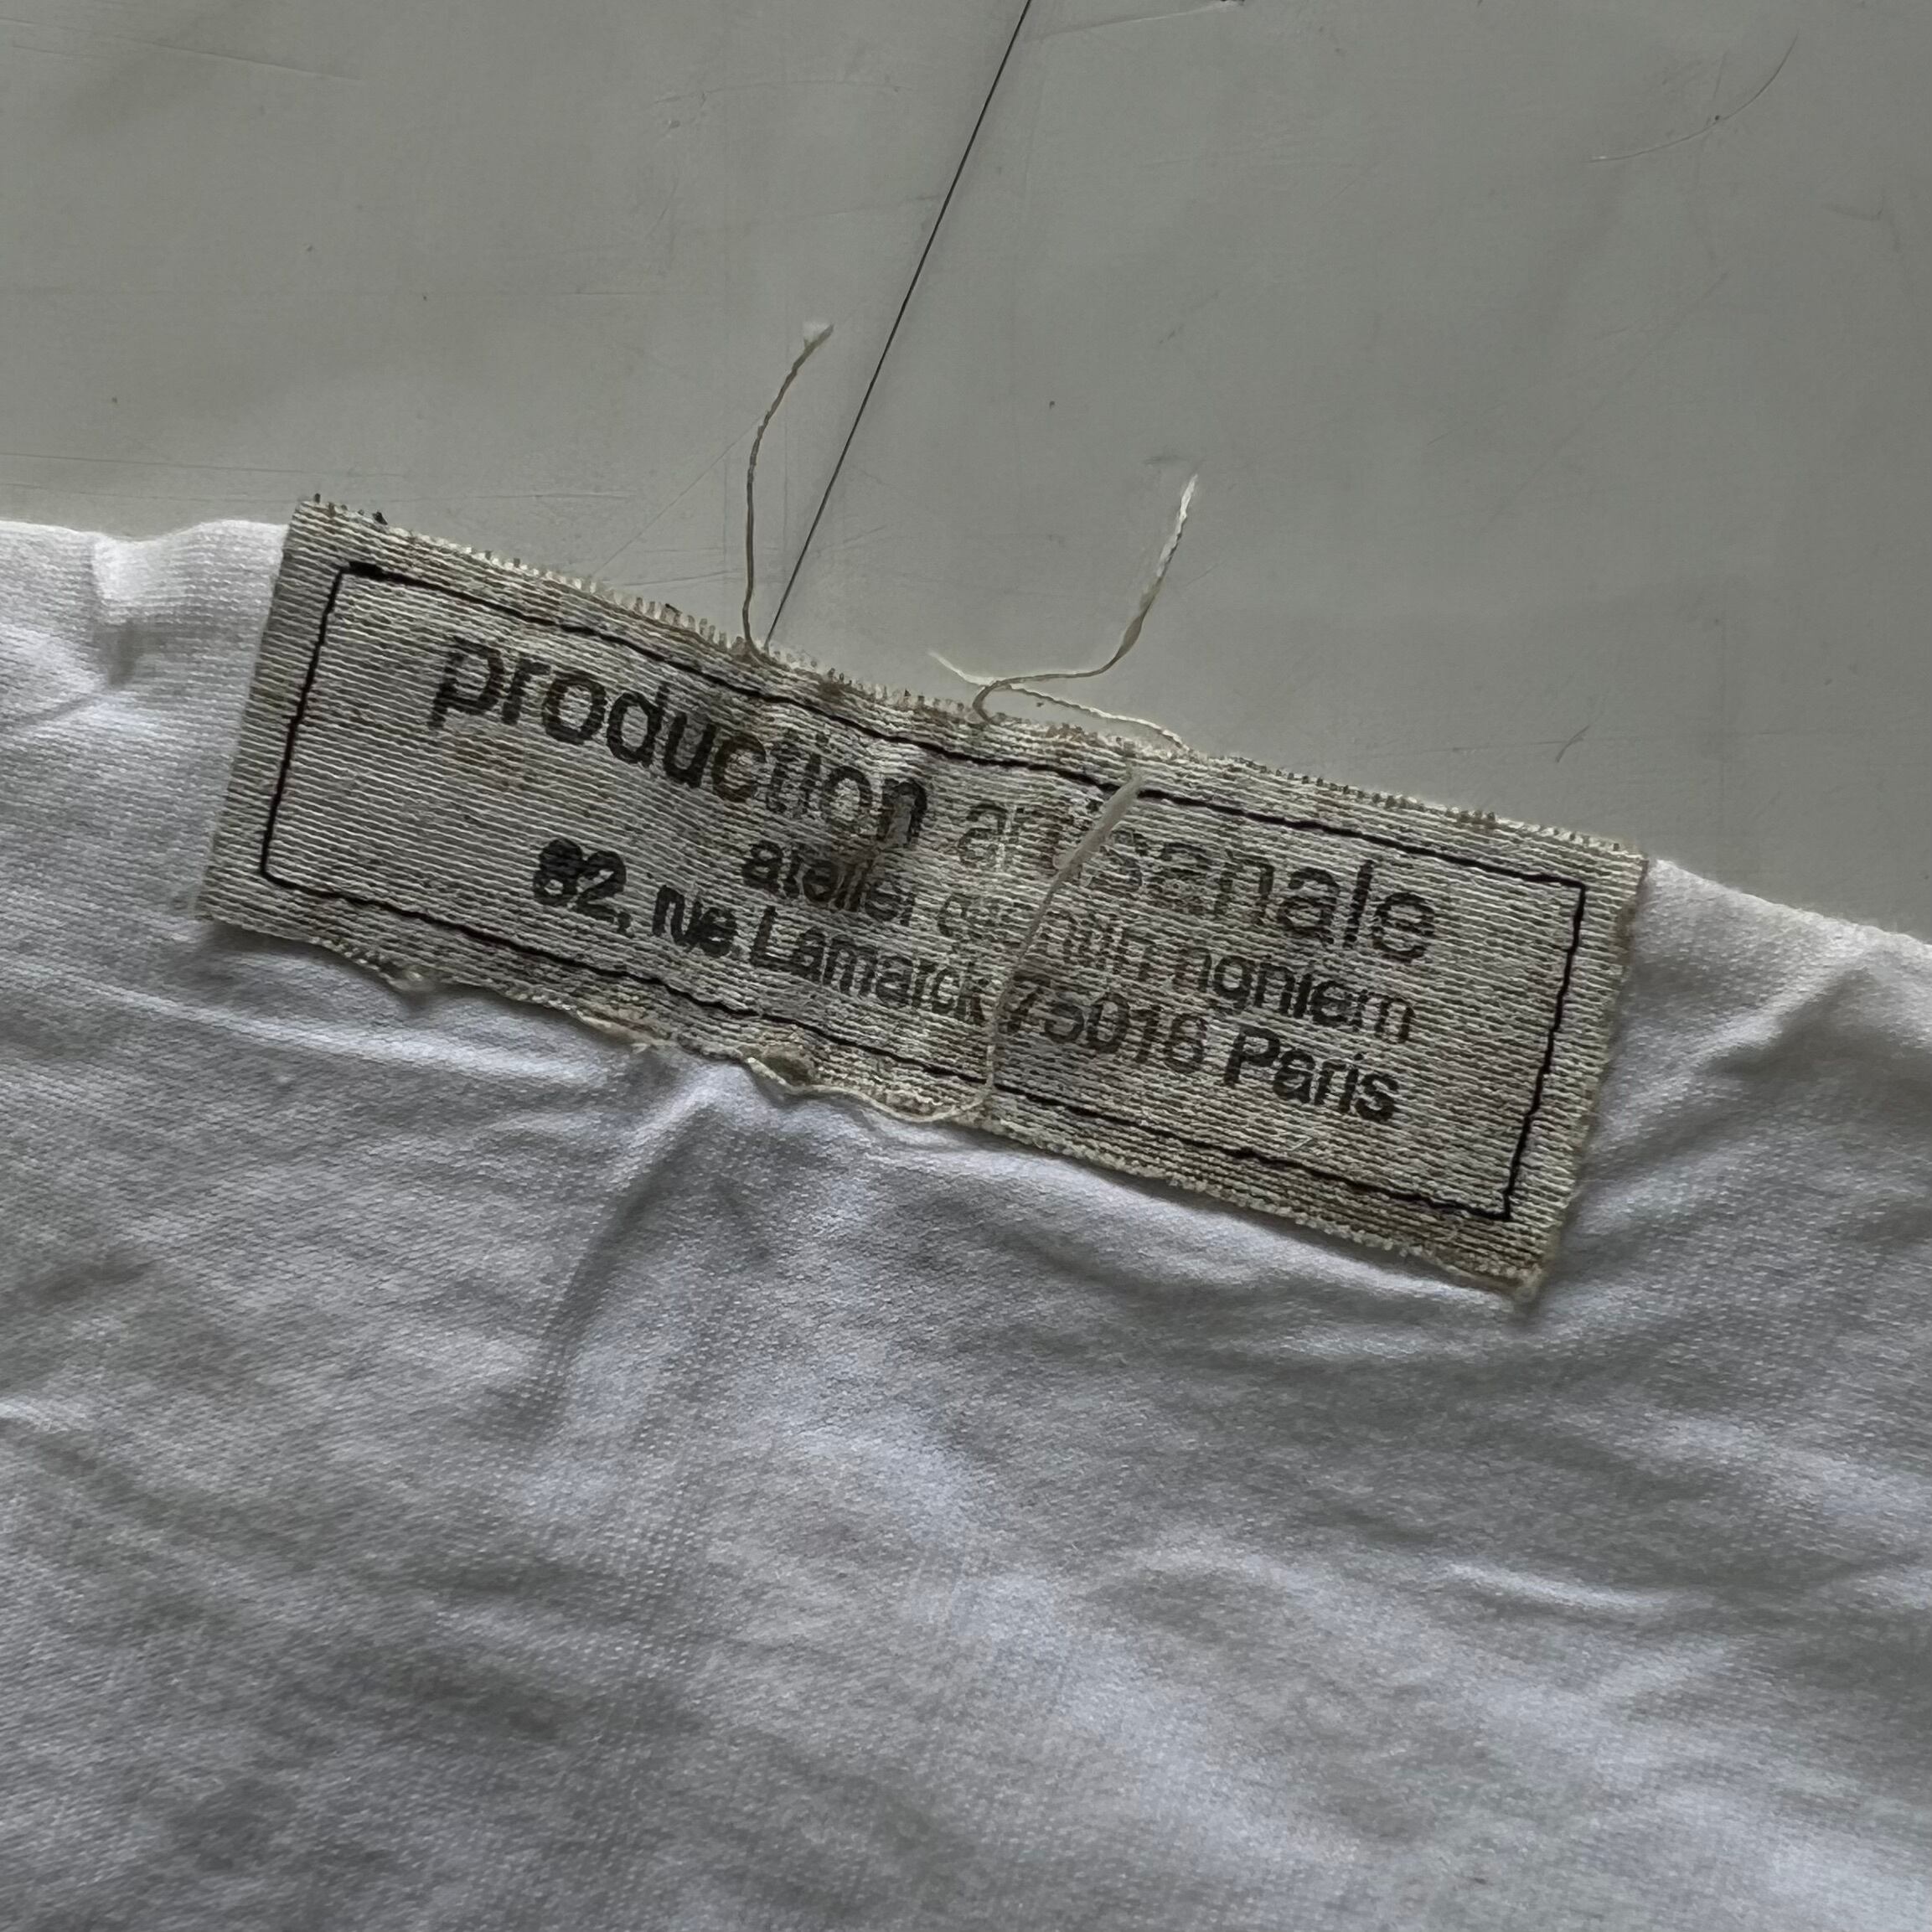 production artisanale
atelier
82, rue Lamarck 75018 Paris